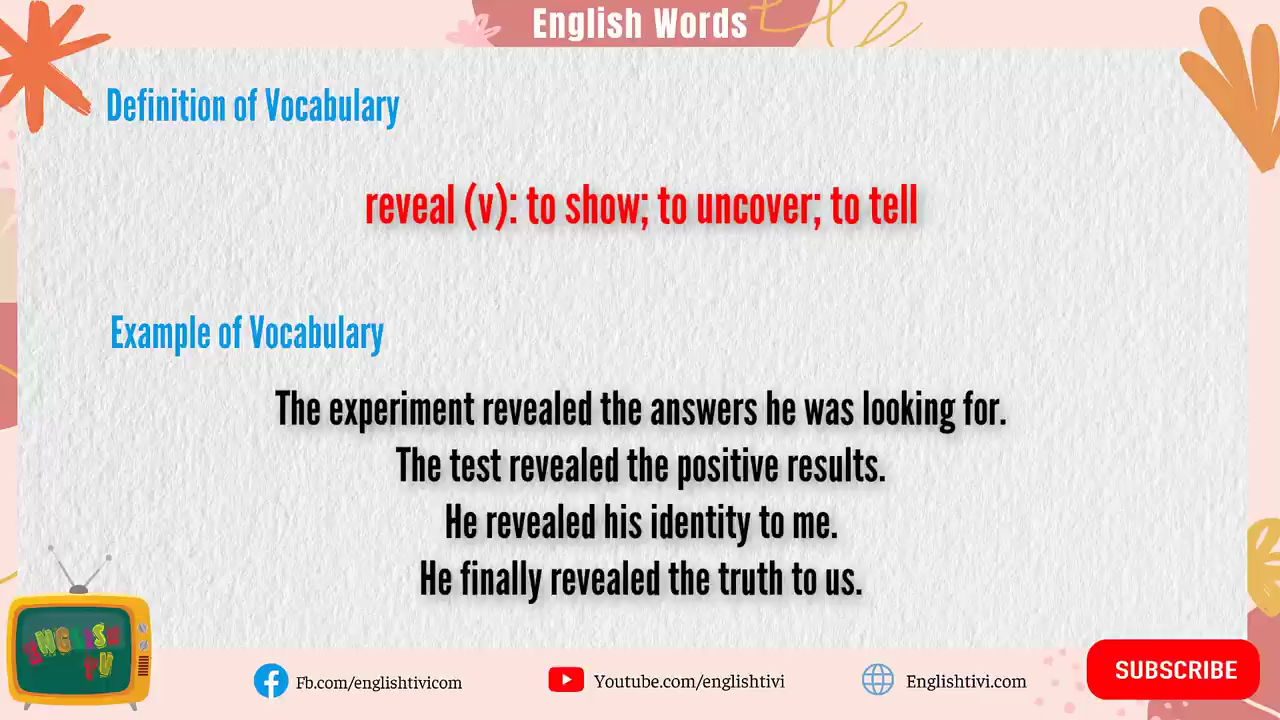 English Words
Definition of Vocabulary
reveal (v): to show; to uncover; to tell
Example of Vocabulary
The experiment revealed the answers he was looking for.
The test revealed the positive results.
He revealed his identity to me.
He finally revealed the truth to us.
ENGLISH
TV
Fb.com/englishtivicom
Youtube.com/englishtivi
Englishtivi.com
SUBSCRIBE